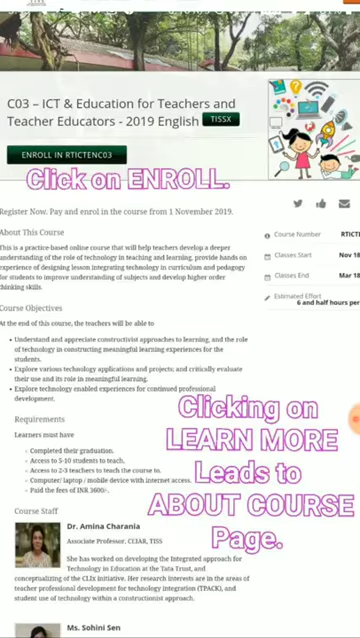 C03 – ICT & Education for Teachers and
Teacher Educators - 2019 English TISSX
ENROLL IN RTICTENC03
Click on ENROLL.
Register Now. Pay and enrol in the course from 1 November 2019.
About This Course
This is a practice-based online course that will help teachers develop a deeper
understanding of the role of technology in teaching and learning, provide hands on
experience of designing lesson integrating technology in curriculum and pedagogy
for students to improve understanding of subjects and develop higher order
thinking skills.
Course Number RTICT
Classes Start Nov 18
Classes End Mar 18
Estimated Effort
6 and half hours per
Course Objectives
At the end of this course, the teachers will be able to
• Understand and appreciate constructivist approaches to learning, and the role
of technology in constructing meaningful learning experiences for the
students.
• Explore various technology applications and projects; and critically evaluate
their use and its role in meaningful learning.
• Explore technology enabled experiences for continued professional
development.
Clicking on
LEARN MORE
Leads to
ABOUT COURSE
Page.
Requirements
Learners must have
◦ Completed their graduation.
◦ Access to 5-10 students to teach.
◦ Access to 2-3 teachers to teach the course to.
◦ Computer/ laptop / mobile device with internet access.
◦ Paid the fees of INR 3600/-.
Course Staff
Dr. Amina Charania
Associate Professor, CEIAR, TISS
She has worked on developing the Integrated approach for
Technology in Education at the Tata Trust, and
conceptualizing of the CLIx initiative. Her research interests are in the areas of
teacher professional development for technology integration (TPACK), and
student use of technology within a constructionist approach.
Ms. Sohini Sen